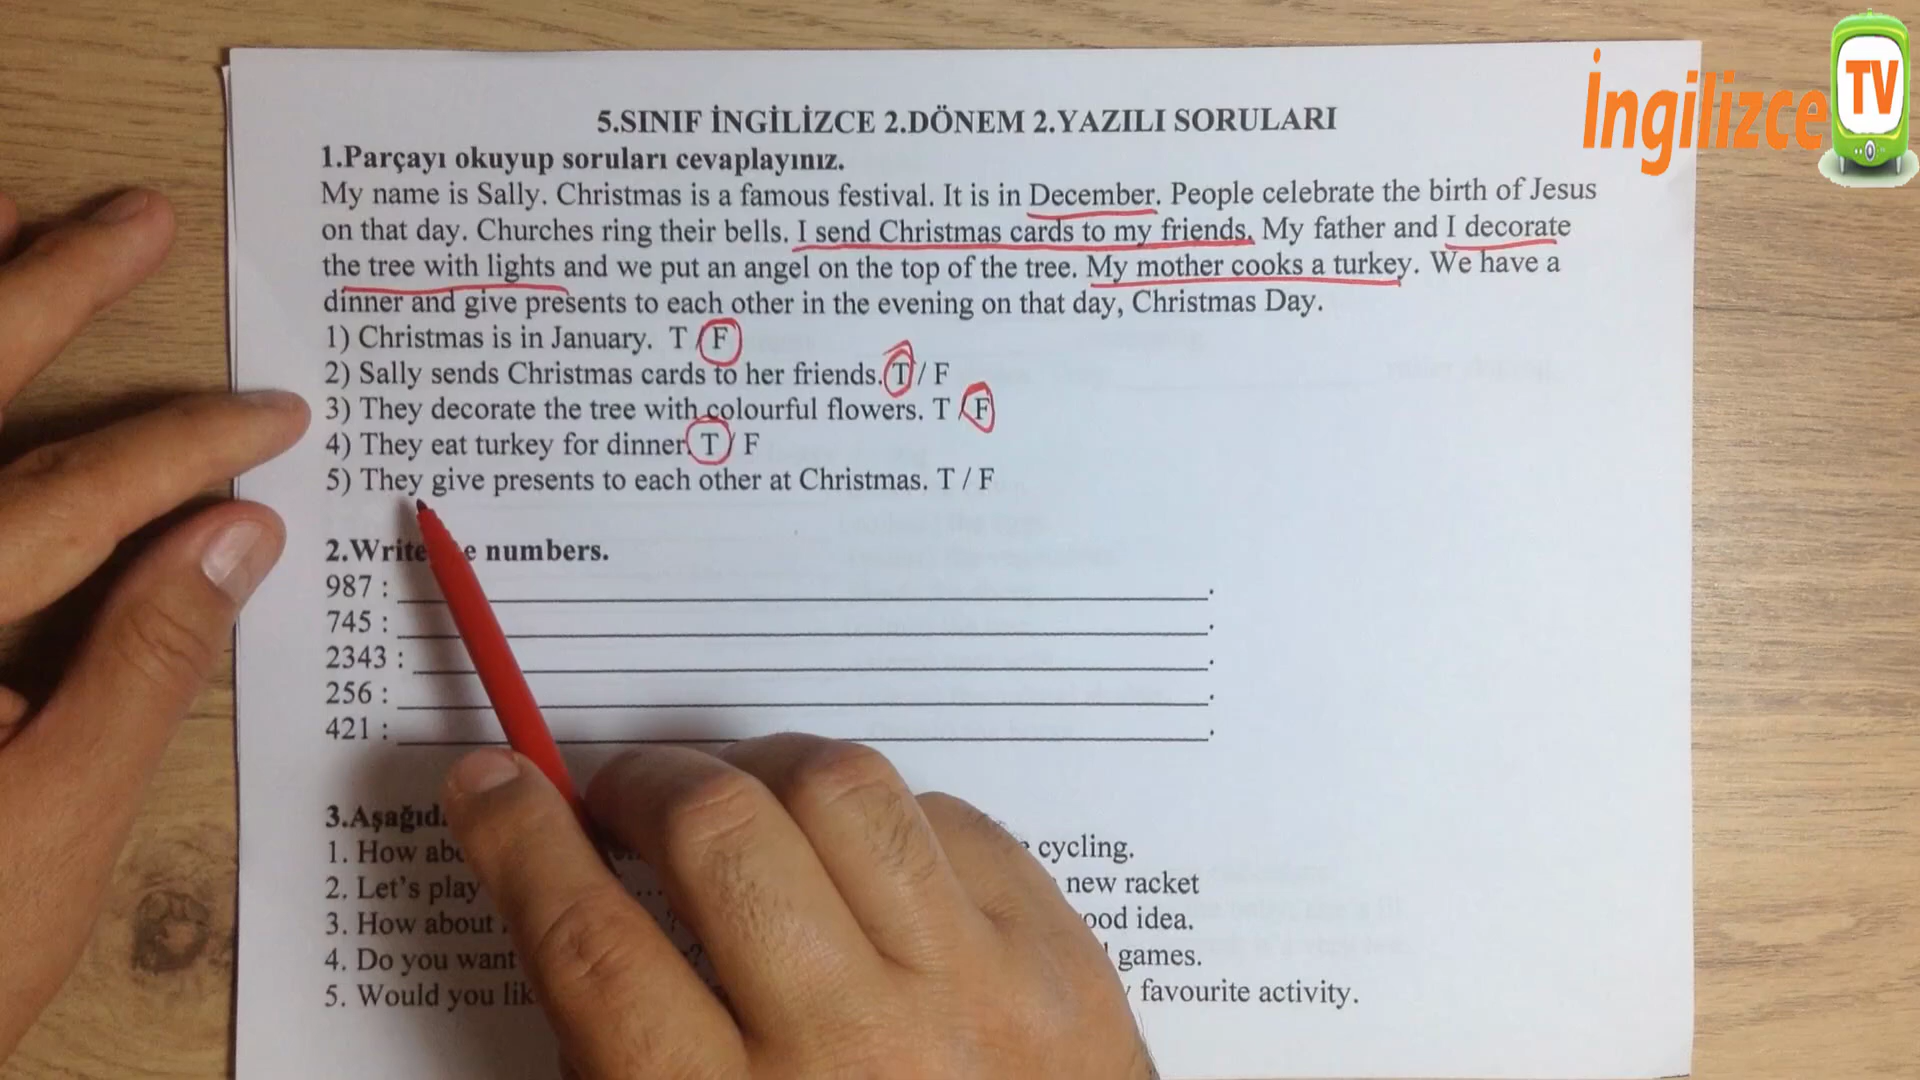 İngilizce TV
5.SINIF İNGİLİZCE 2.DÖNEM 2.YAZILI SORULARI
1.Parçayı okuyup soruları cevaplayınız.
My name is Sally. Christmas is a famous festival. It is in December. People celebrate the birth of Jesus
on that day. Churches ring their bells. I send Christmas cards to my friends. My father and I decorate
the tree with lights and we put an angel on the top of the tree. My mother cooks a turkey. We have a
dinner and give presents to each other in the evening on that day, Christmas Day.
1) Christmas is in January. T / F
2) Sally sends Christmas cards to her friends. T / F
3) They decorate the tree with colourful flowers. T / F
4) They eat turkey for dinner. T / F
5) They give presents to each other at Christmas. T / F
2.Write numbers.
987 : ______.
745 : ______.
2343 : ______.
256 : ______.
421 : ______.
3.
1. How cycling.
2. Let's play ... new racket
3. How about ? idea.
4. Do you want ? games.
5. Would you favourite activity.